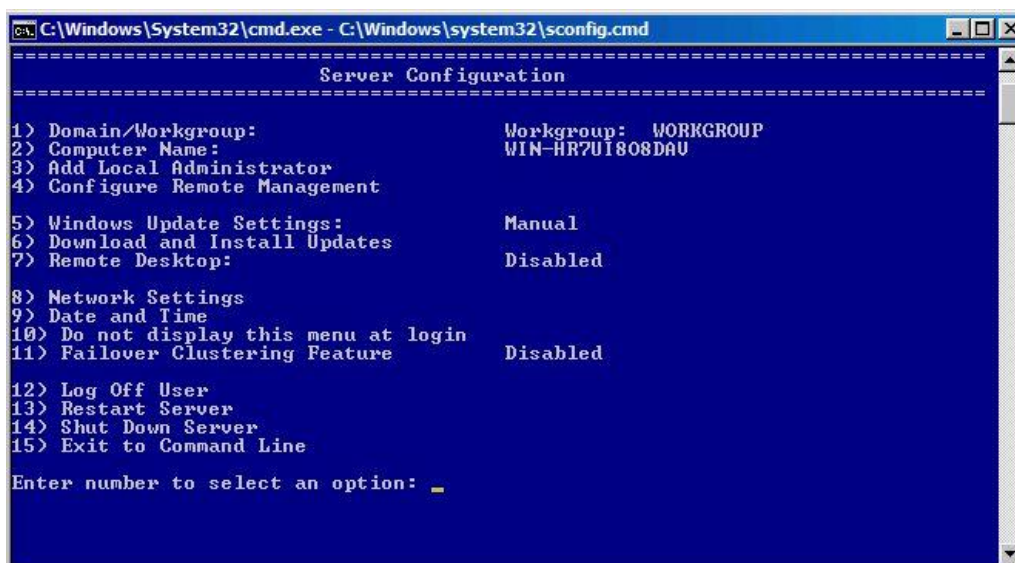 C:\Windows\System32\cmd.exe - C:\Windows\system32\sconfig.cmd
===============================================================================
Server Configuration
===============================================================================
1) Domain/Workgroup: Workgroup: WORKGROUP
2) Computer Name: WIN-HR7UI8O8DAV
3) Add Local Administrator
4) Configure Remote Management
5) Windows Update Settings: Manual
6) Download and Install Updates
7) Remote Desktop: Disabled
8) Network Settings
9) Date and Time
10) Do not display this menu at login
11) Failover Clustering Feature Disabled
12) Log Off User
13) Restart Server
14) Shut Down Server
15) Exit to Command Line
Enter number to select an option: _